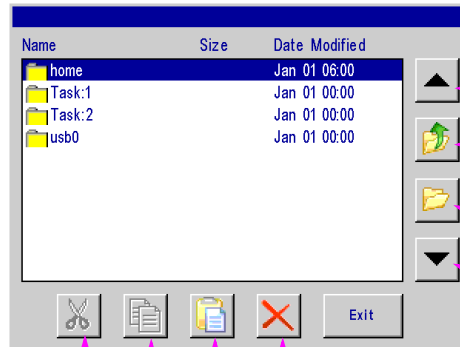 Name Size Date Modified
home Jan 01 06:00
Task:1 Jan 01 00:00
Task:2 Jan 01 00:00
usb0 Jan 01 00:00
Exit